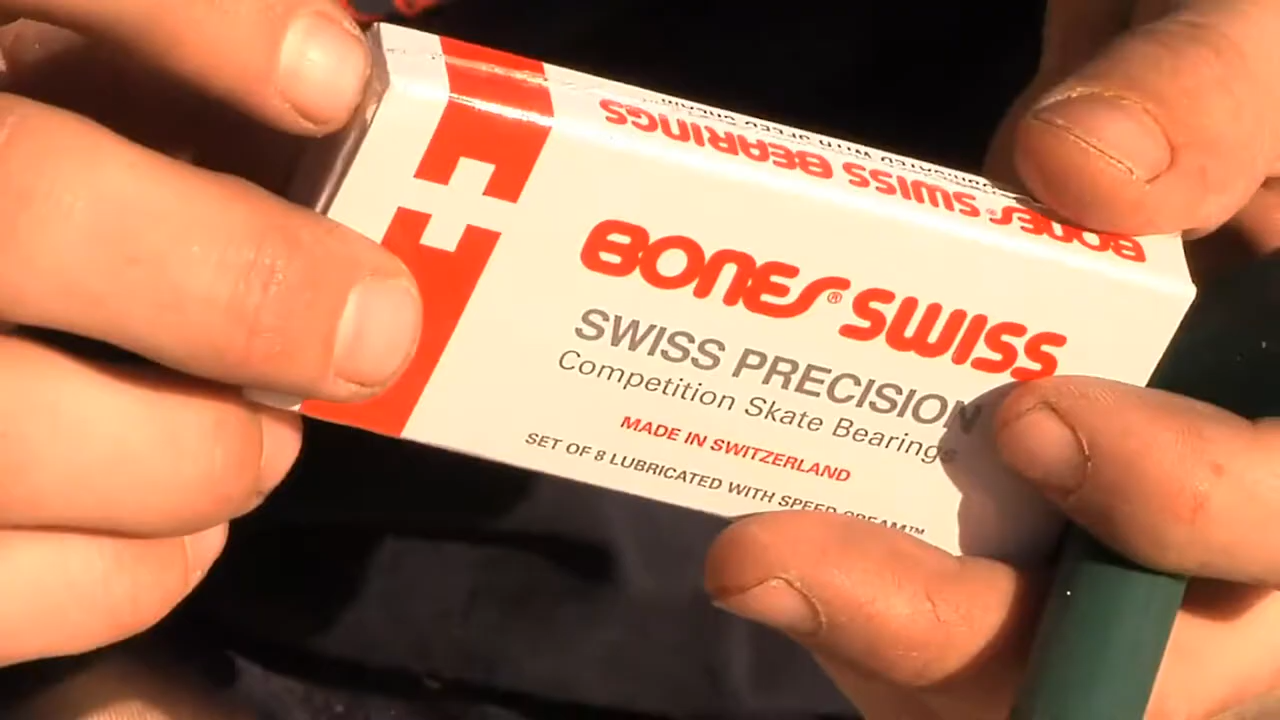 BONES® SWISS BEARINGS
BONES® SWISS
SWISS PRECISION
Competition Skate Bearings
MADE IN SWITZERLAND
SET OF 8 LUBRICATED WITH SPEED CREAM™